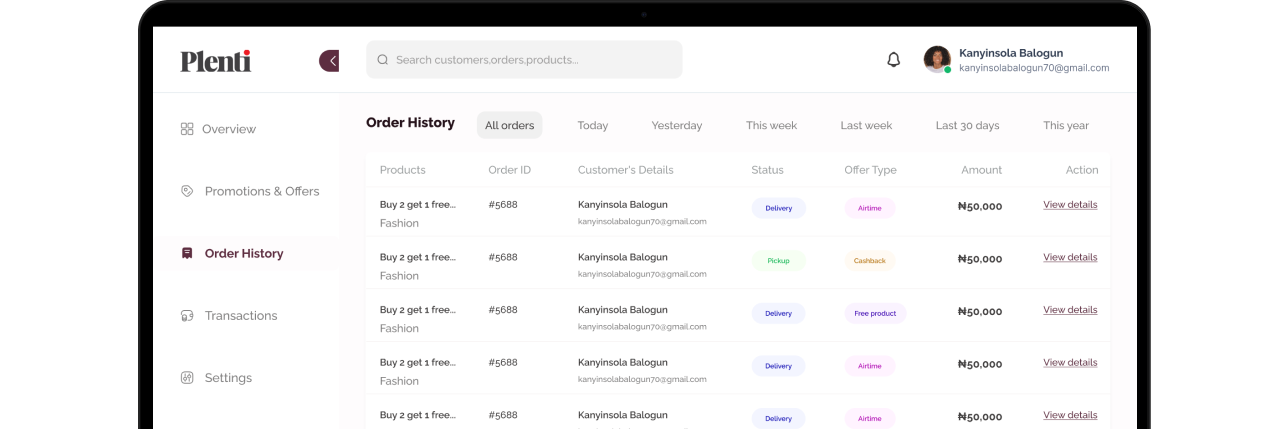 Plenti
Search customers,orders,products...
Kanyinsola Balogun
kanyinsolabalogun70@gmail.com
Overview
Promotions & Offers
Order History
Transactions
Settings
Order History
All orders
Today
Yesterday
This week
Last week
Last 30 days
This year
Products Order ID Customer's Details Status Offer Type Amount Action
Buy 2 get 1 free... #5688 Kanyinsola Balogun Delivery Airtime ₦50,000 View details
Fashion kanyinsolabalogun70@gmail.com
Buy 2 get 1 free... #5688 Kanyinsola Balogun Pickup Cashback ₦50,000 View details
Fashion kanyinsolabalogun70@gmail.com
Buy 2 get 1 free... #5688 Kanyinsola Balogun Delivery Free product ₦50,000 View details
Fashion kanyinsolabalogun70@gmail.com
Buy 2 get 1 free... #5688 Kanyinsola Balogun Delivery Airtime ₦50,000 View details
Fashion kanyinsolabalogun70@gmail.com
Buy 2 get 1 free... #5688 Kanyinsola Balogun Delivery Airtime ₦50,000 View details